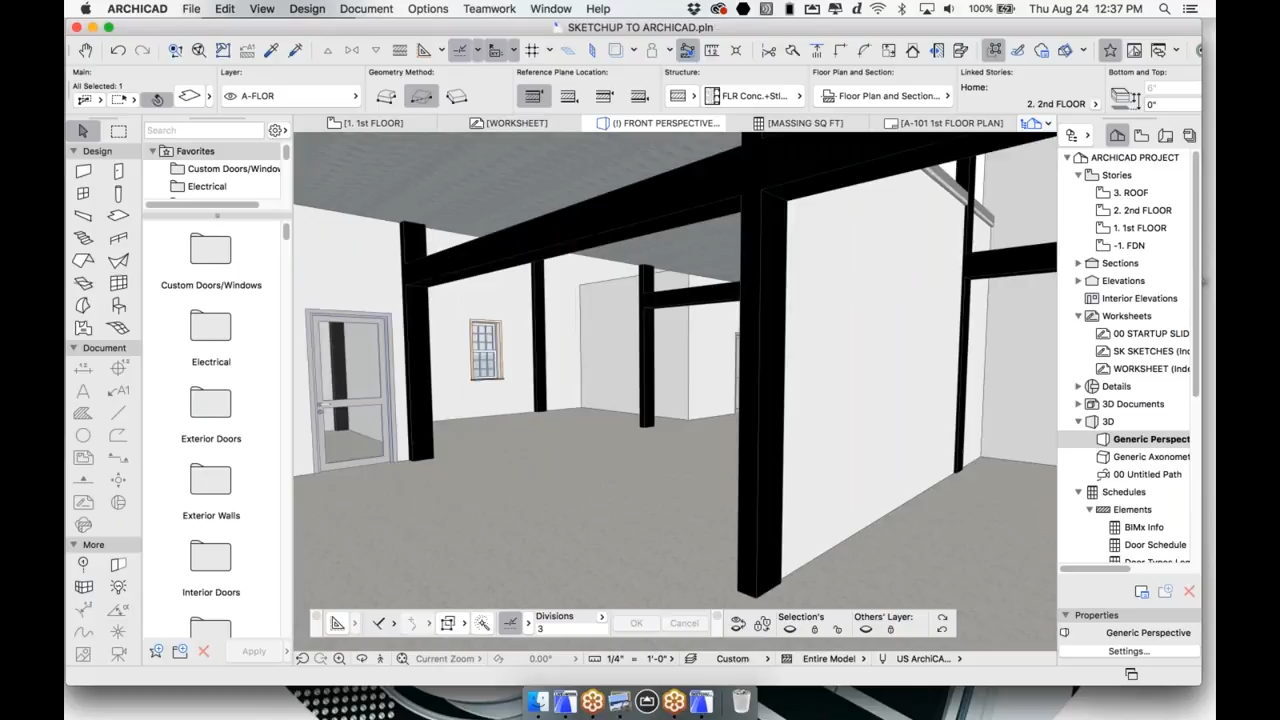 ARCHICAD File Edit View Design Document Options Teamwork Window Help 100% Thu Aug 24 12:37 PM
SKETCHUP TO ARCHICAD.pln
Main:
All Selected: 1
Layer:
A-FLOR
Geometry Method:
Reference Plane Location:
Structure:
FLR Conc.+Sti...
Floor Plan and Section:
Floor Plan and Section...
Linked Stories:
Home:
2. 2nd FLOOR
Bottom and Top:
6"
0"
[1. 1st FLOOR]
[WORKSHEET]
(!) FRONT PERSPECTIVE...
[MASSING SQ FT]
[A-101 1st FLOOR PLAN]
Design
Document
More
Search
Favorites
Custom Doors/Window
Electrical
Custom Doors/Windows
Electrical
Exterior Doors
Exterior Walls
Interior Doors
Apply
ARCHICAD PROJECT
Stories
3. ROOF
2. 2nd FLOOR
1. 1st FLOOR
-1. FDN
Sections
Elevations
Interior Elevations
Worksheets
00 STARTUP SLID
SK SKETCHES (Inc
WORKSHEET (Inde
Details
3D Documents
3D
Generic Perspect
Generic Axonomet
00 Untitled Path
Schedules
Elements
BIMx Info
Door Schedule
Properties
Generic Perspective
Settings...
Divisions
3
OK
Cancel
Selection's
Others' Layer:
Current Zoom
0.00°
1/4" = 1'-0"
Custom
Entire Model
US ArchiCA...